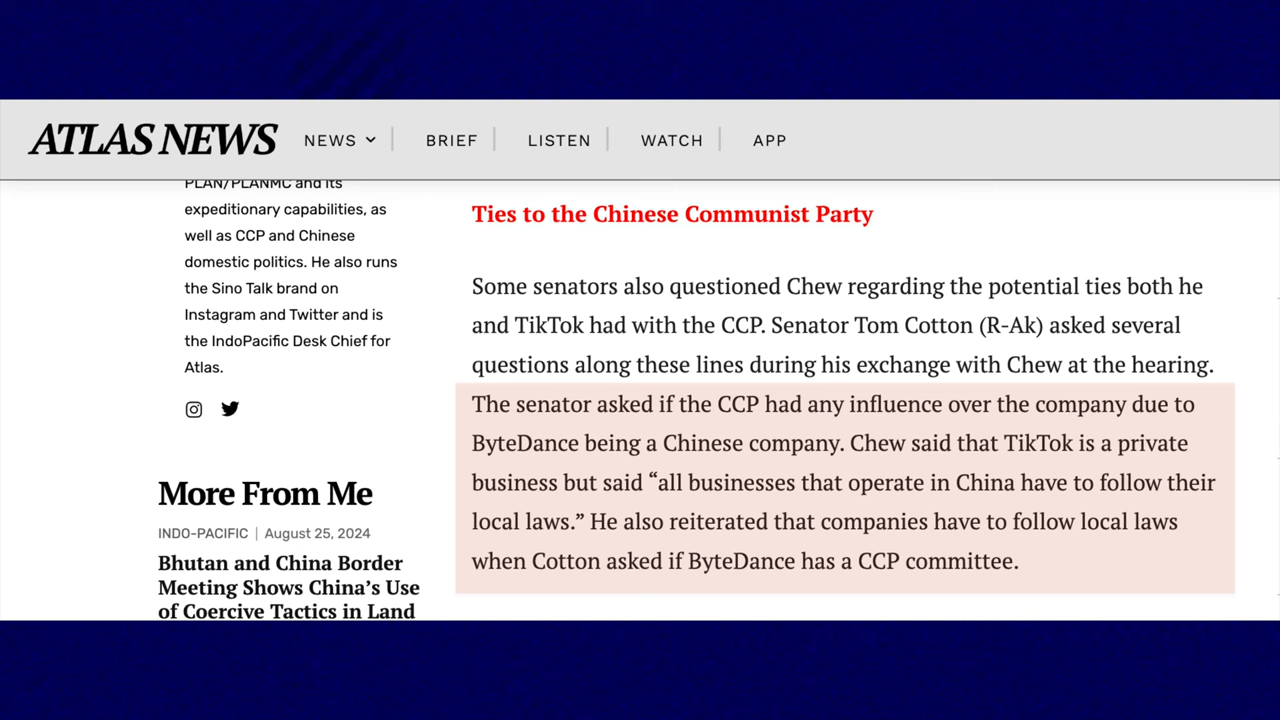 ATLAS NEWS
NEWS
BRIEF
LISTEN
WATCH
APP
PLAN/PLANMC and its
expeditionary capabilities, as
well as CCP and Chinese
domestic politics. He also runs
the Sino Talk brand on
Instagram and Twitter and is
the IndoPacific Desk Chief for
Atlas.
More From Me
INDO-PACIFIC | August 25, 2024
Bhutan and China Border
Meeting Shows China’s Use
of Coercive Tactics in Land
Ties to the Chinese Communist Party
Some senators also questioned Chew regarding the potential ties both he
and TikTok had with the CCP. Senator Tom Cotton (R-Ak) asked several
questions along these lines during his exchange with Chew at the hearing.
The senator asked if the CCP had any influence over the company due to
ByteDance being a Chinese company. Chew said that TikTok is a private
business but said “all businesses that operate in China have to follow their
local laws.” He also reiterated that companies have to follow local laws
when Cotton asked if ByteDance has a CCP committee.